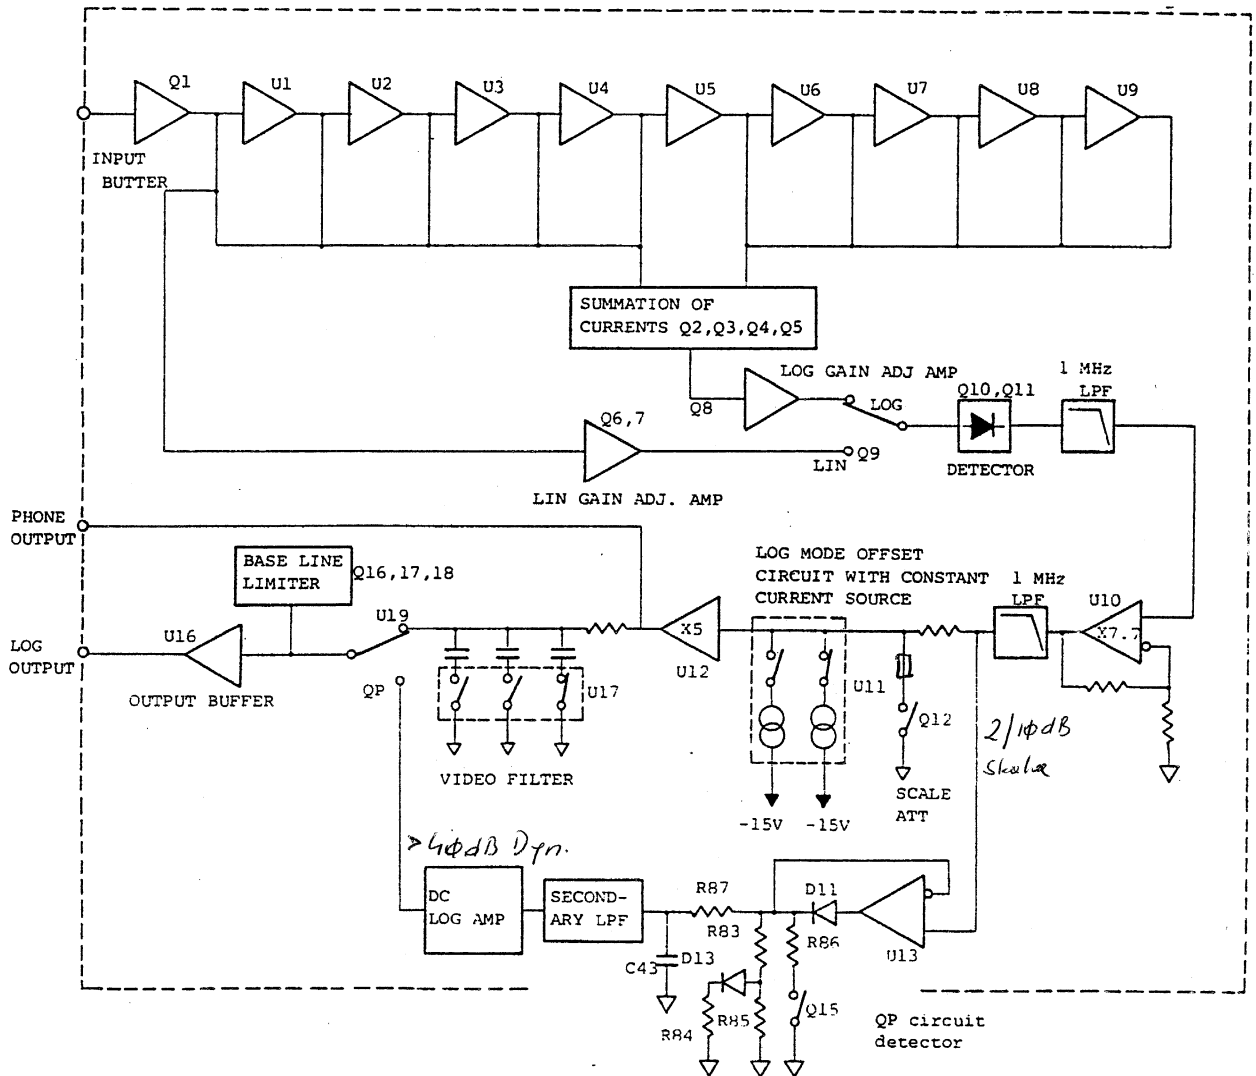 Q1 U1 U2 U3 U4 U5 U6 U7 U8 U9
INPUT
BUTTER
SUMMATION OF
CURRENTS Q2,Q3,Q4,Q5
LOG GAIN ADJ AMP
1 MHz
LPF
Q8
LOG
Q10,Q11
Q6,7
LIN
Q9
DETECTOR
LIN GAIN ADJ. AMP
PHONE
OUTPUT
BASE LINE
LIMITER
Q16,17,18
LOG MODE OFFSET
CIRCUIT WITH CONSTANT
CURRENT SOURCE
1 MHz
LPF
U10
X7.7
U19
U16
X5
U12
LOG
OUTPUT
OUTPUT BUFFER
QP
U17
U11
Q12
2/10dB
VIDEO FILTER
SCALE
ATT
-15V
-15V
>40dB Dyn.
DC
LOG AMP
SECOND-
ARY LPF
R87
D11
R83
R86
U13
C43
D13
R84
R85
Q15
QP circuit
detector